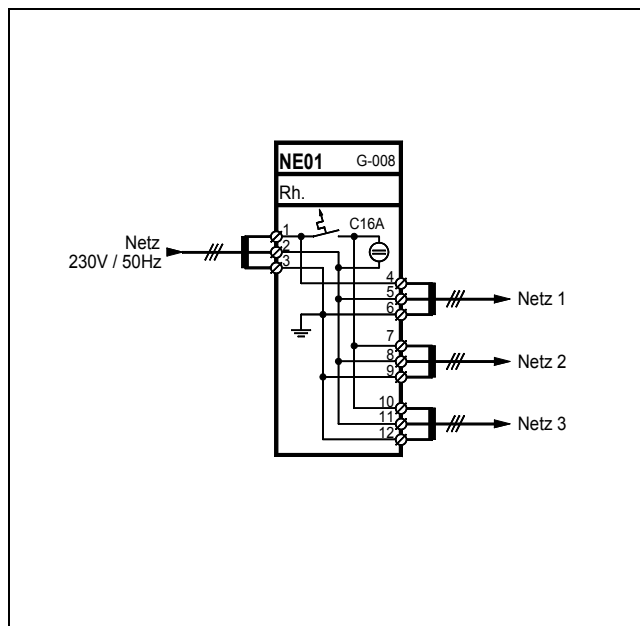 NE01 G-008
Rh.
1 C16A
Netz
230V / 50Hz
2
3
4
5 Netz 1
6
7
8 Netz 2
9
10
11 Netz 3
12